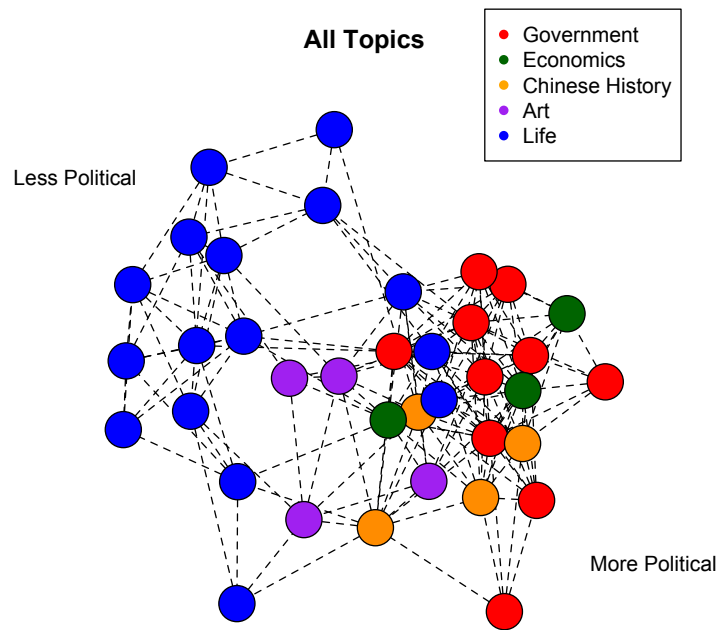 All Topics
Government
Economics
Chinese History
Art
Life
Less Political
More Political